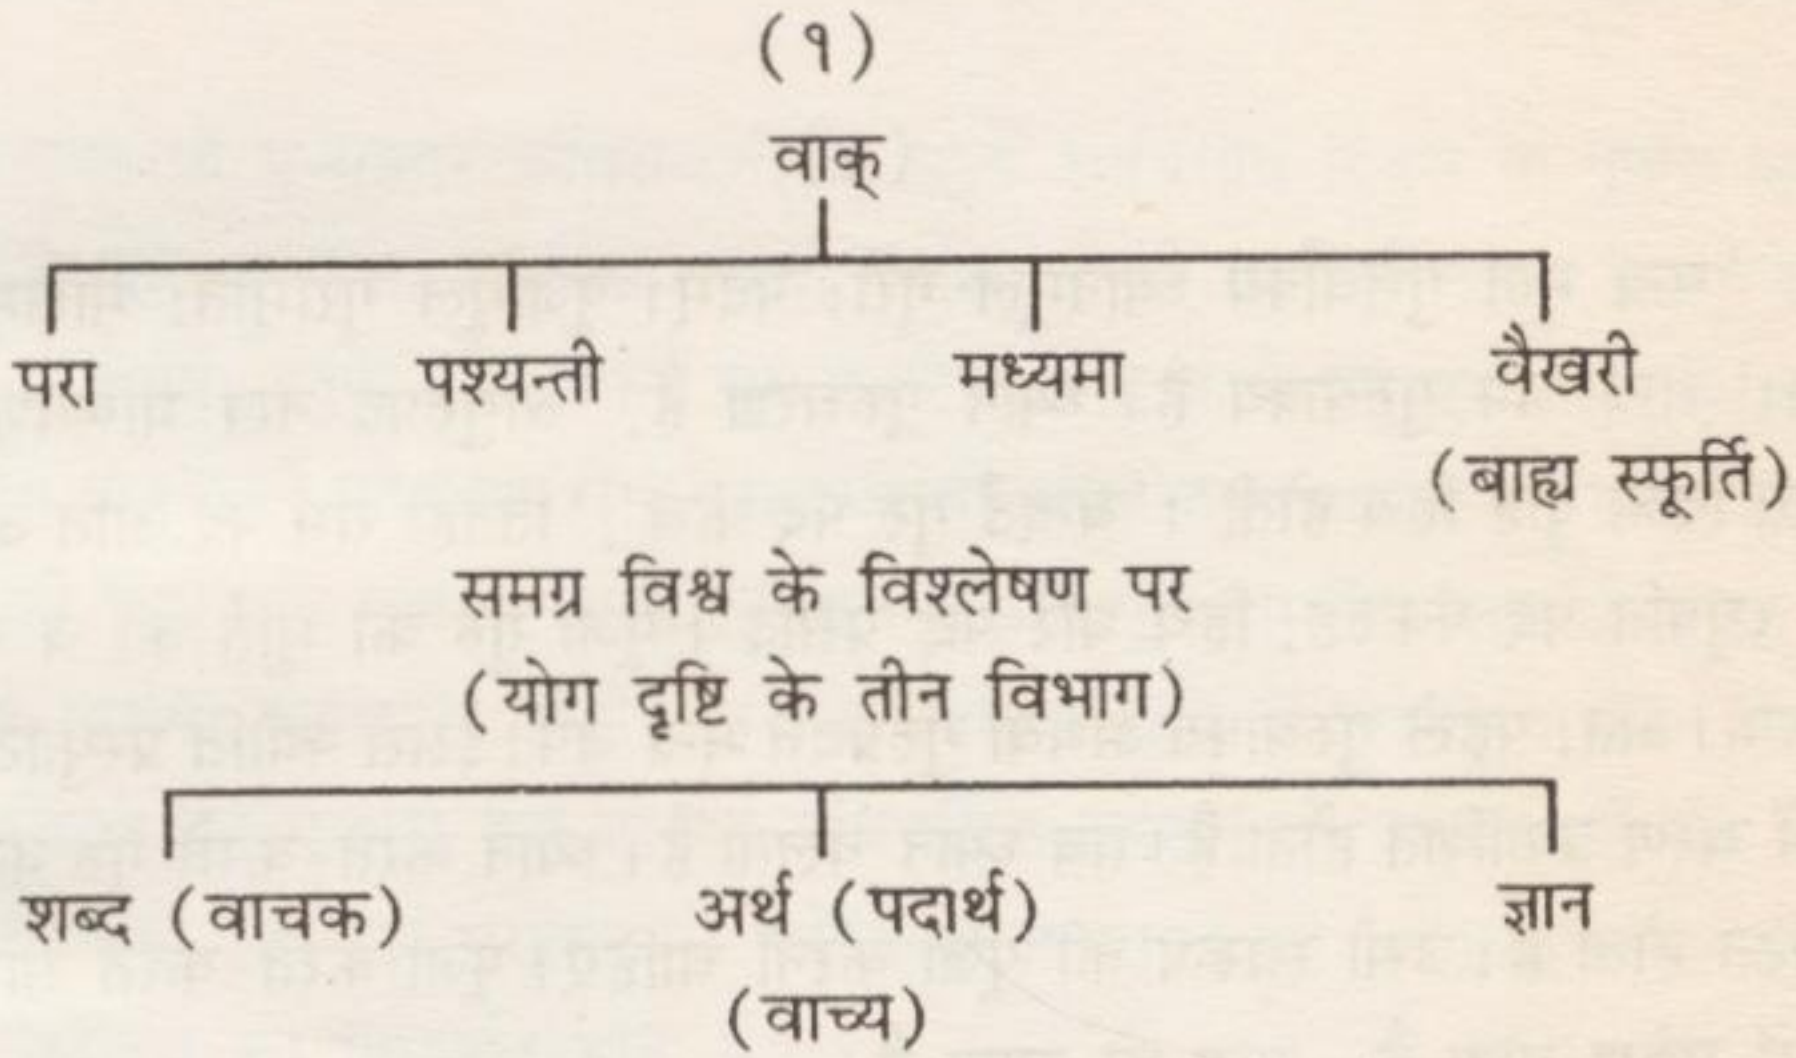 (१)
वाक्
परा पश्यन्ती मध्यमा वैखरी
(बाह्य स्फूर्ति)
समग्र विश्व के विश्लेषण पर
(योग दृष्टि के तीन विभाग)
शब्द (वाचक) अर्थ (पदार्थ) ज्ञान
(वाच्य)